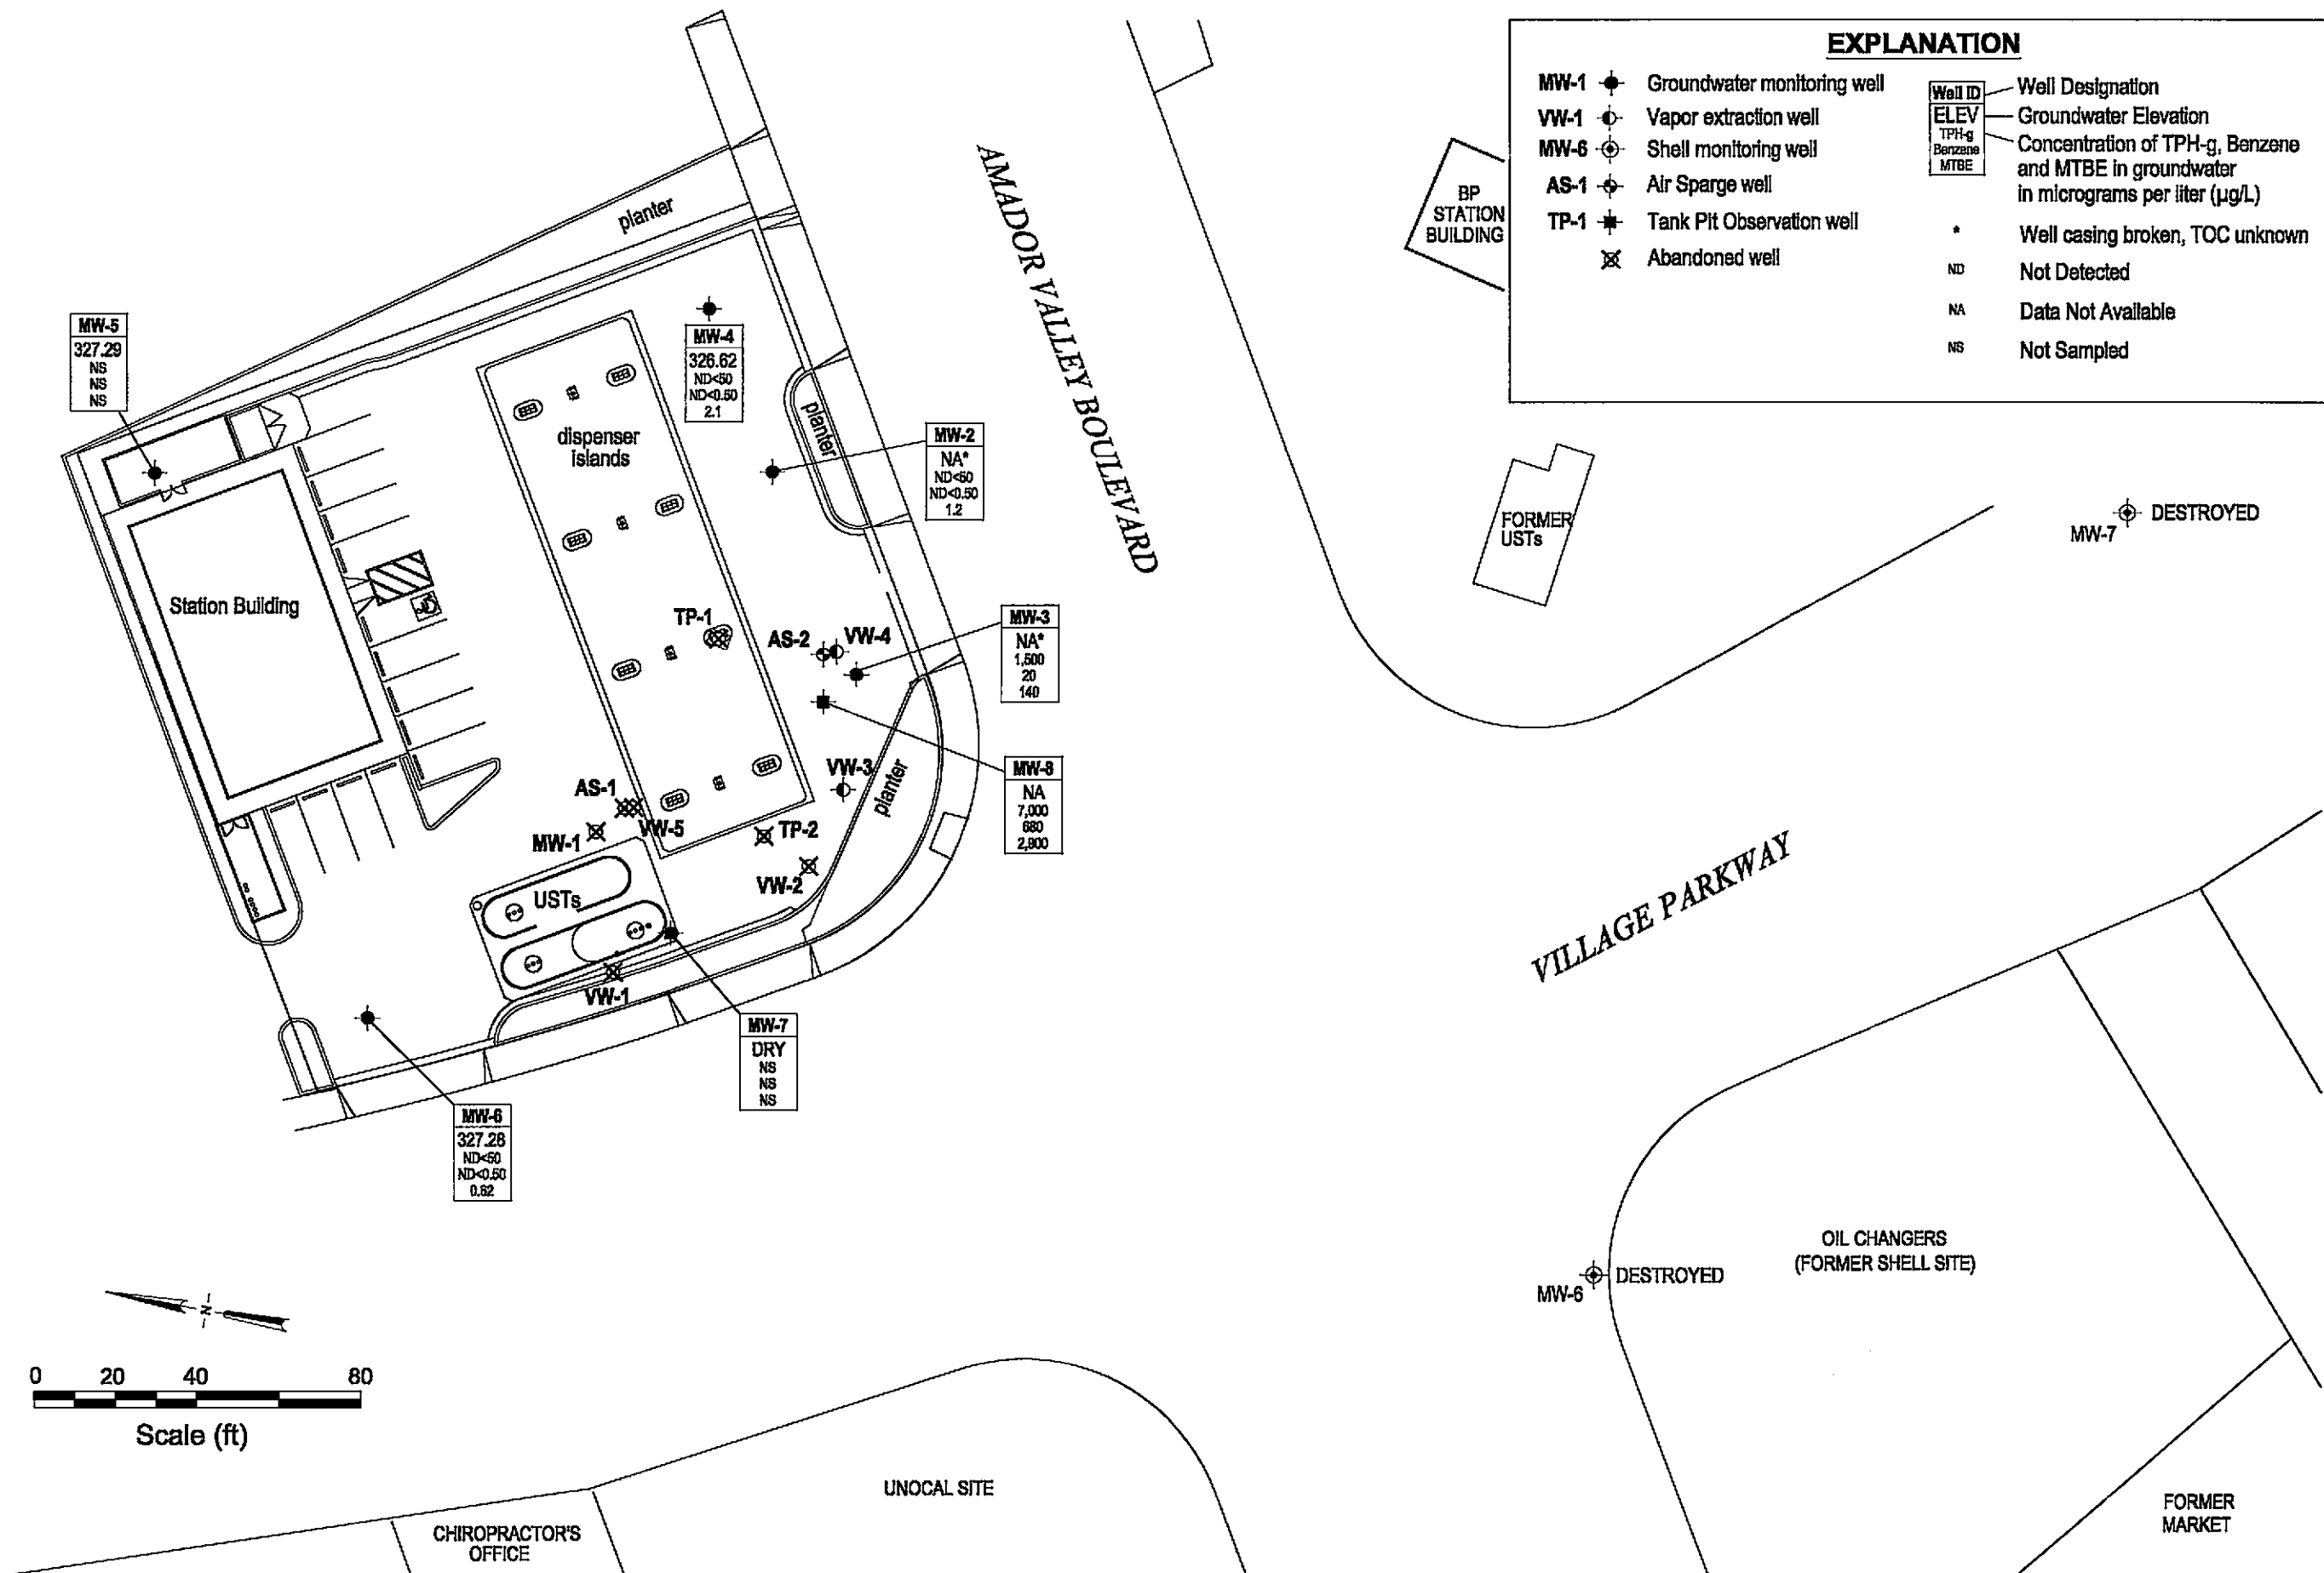 EXPLANATION
MW-1 Groundwater monitoring well
VW-1 Vapor extraction well
MW-6 Shell monitoring well
AS-1 Air Sparge well
TP-1 Tank Pit Observation well
Abandoned well
Well ID Well Designation
ELEV Groundwater Elevation
TPH-g
Benzene
MTBE
Concentration of TPH-g, Benzene
and MTBE in groundwater
in micrograms per liter (µg/L)
* Well casing broken, TOC unknown
ND Not Detected
NA Data Not Available
NS Not Sampled
BP
STATION
BUILDING
AMADOR VALLEY BOULEVARD
planter
MW-5
327.29
NS
NS
NS
MW-4
326.62
ND<50
ND<0.50
2.1
dispenser
islands
planter
MW-2
NA*
ND<50
ND<0.50
1.2
FORMER
USTs
DESTROYED
MW-7
Station Building
TP-1
AS-2
VW-4
MW-3
NA*
1,500
20
140
MW-8
NA
7,000
680
2,900
VW-3
planter
AS-1
VW-5
MW-1
TP-2
VW-2
USTs
VW-1
VILLAGE PARKWAY
MW-7
DRY
NS
NS
NS
MW-6
327.28
ND<50
ND<0.50
0.62
OIL CHANGERS
(FORMER SHELL SITE)
DESTROYED
MW-6
N
0 20 40 80
Scale (ft)
UNOCAL SITE
CHIROPRACTOR'S
OFFICE
FORMER
MARKET